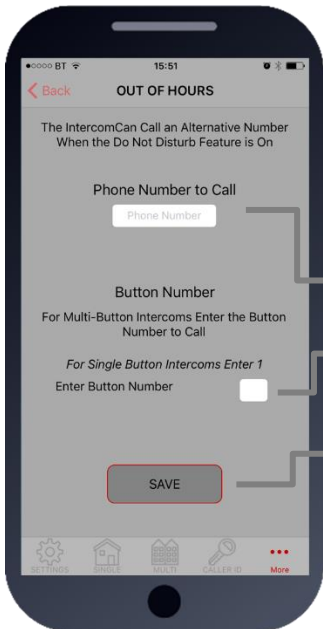 BT 15:51
Back OUT OF HOURS
The IntercomCan Call an Alternative Number
When the Do Not Disturb Feature is On
Phone Number to Call
Phone Number
Button Number
For Multi-Button Intercoms Enter the Button
Number to Call
For Single Button Intercoms Enter 1
Enter Button Number
SAVE
SETTINGS SINGLE MULTI CALLER ID More